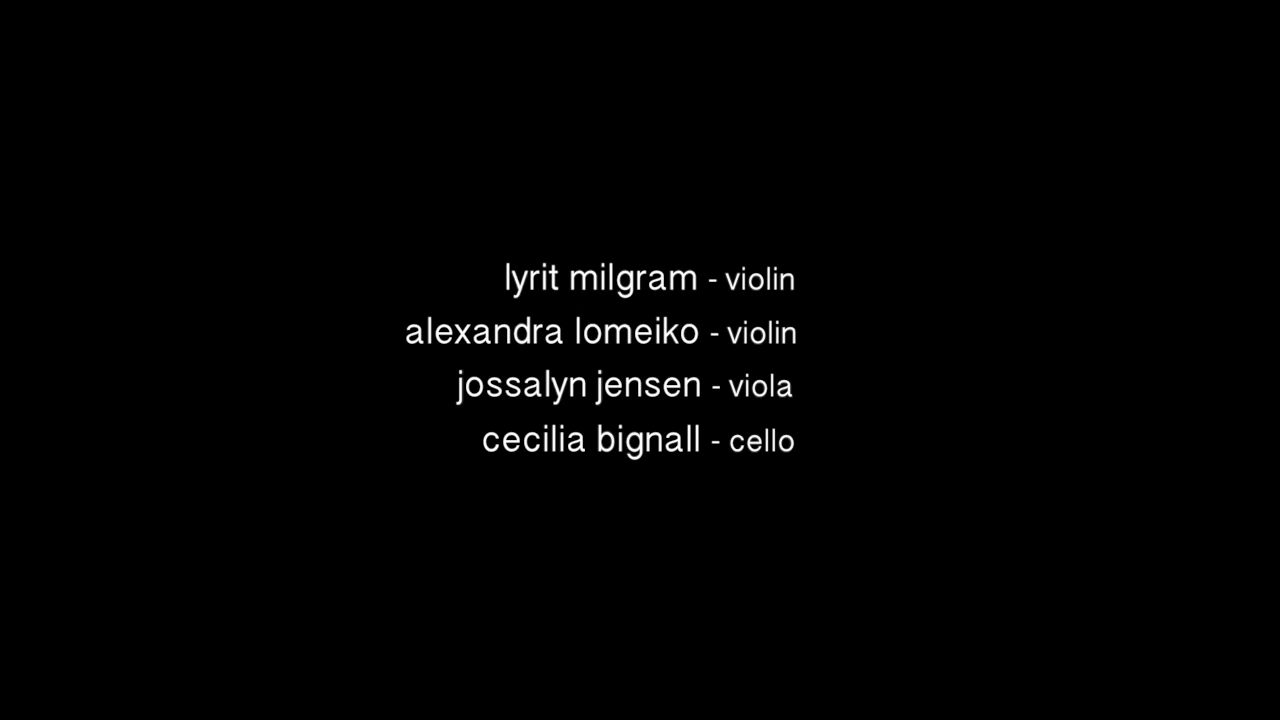 lyrit milgram - violin
alexandra lomeiko - violin
jossalyn jensen - viola
cecilia bignall - cello